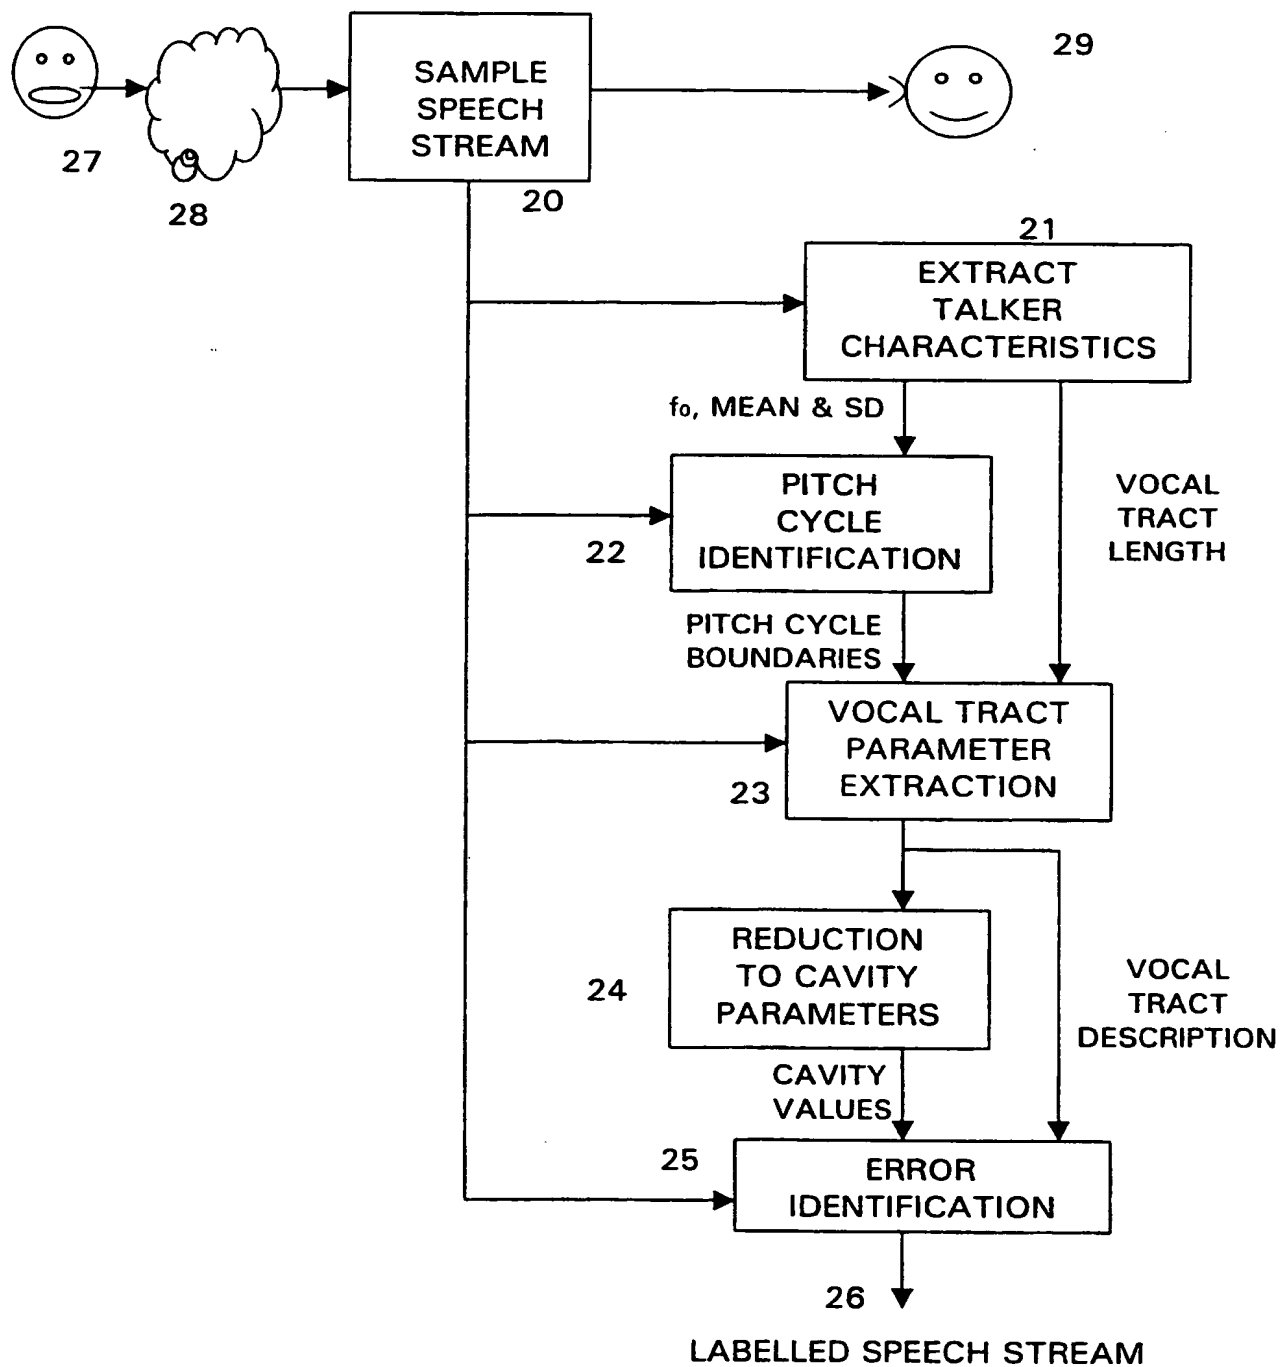 29
SAMPLE
SPEECH
STREAM
27
28
20
21
EXTRACT
TALKER
CHARACTERISTICS
fo, MEAN & SD
PITCH
CYCLE
IDENTIFICATION
22
VOCAL
TRACT
LENGTH
PITCH CYCLE
BOUNDARIES
VOCAL TRACT
PARAMETER
EXTRACTION
23
REDUCTION
TO CAVITY
PARAMETERS
24
VOCAL
TRACT
DESCRIPTION
CAVITY
VALUES
25
ERROR
IDENTIFICATION
26
LABELLED SPEECH STREAM